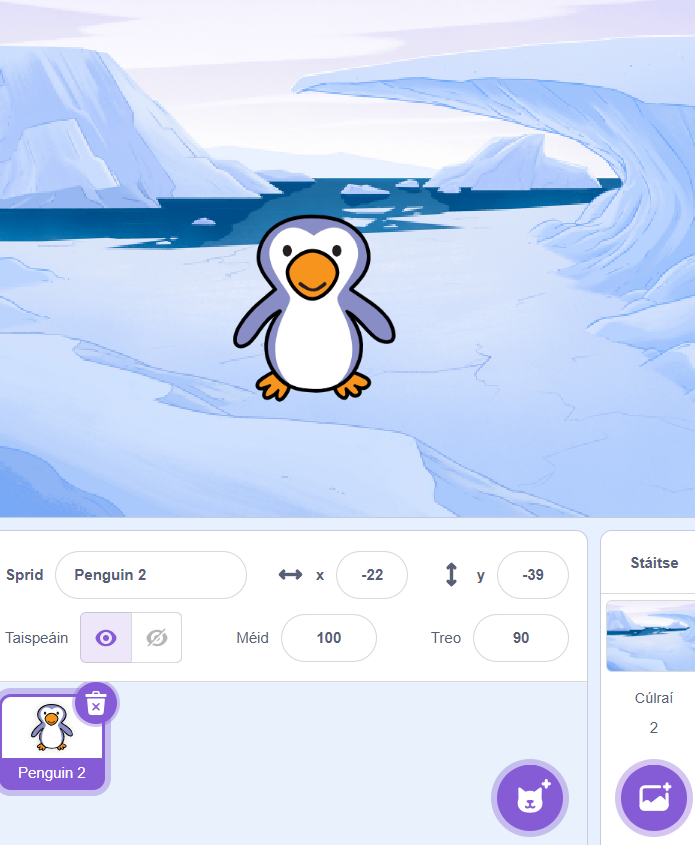 Sprid Penguin 2 x -22 y -39
Taispeáin Méid 100 Treo 90
Penguin 2
Stáitse
Cúlraí
2